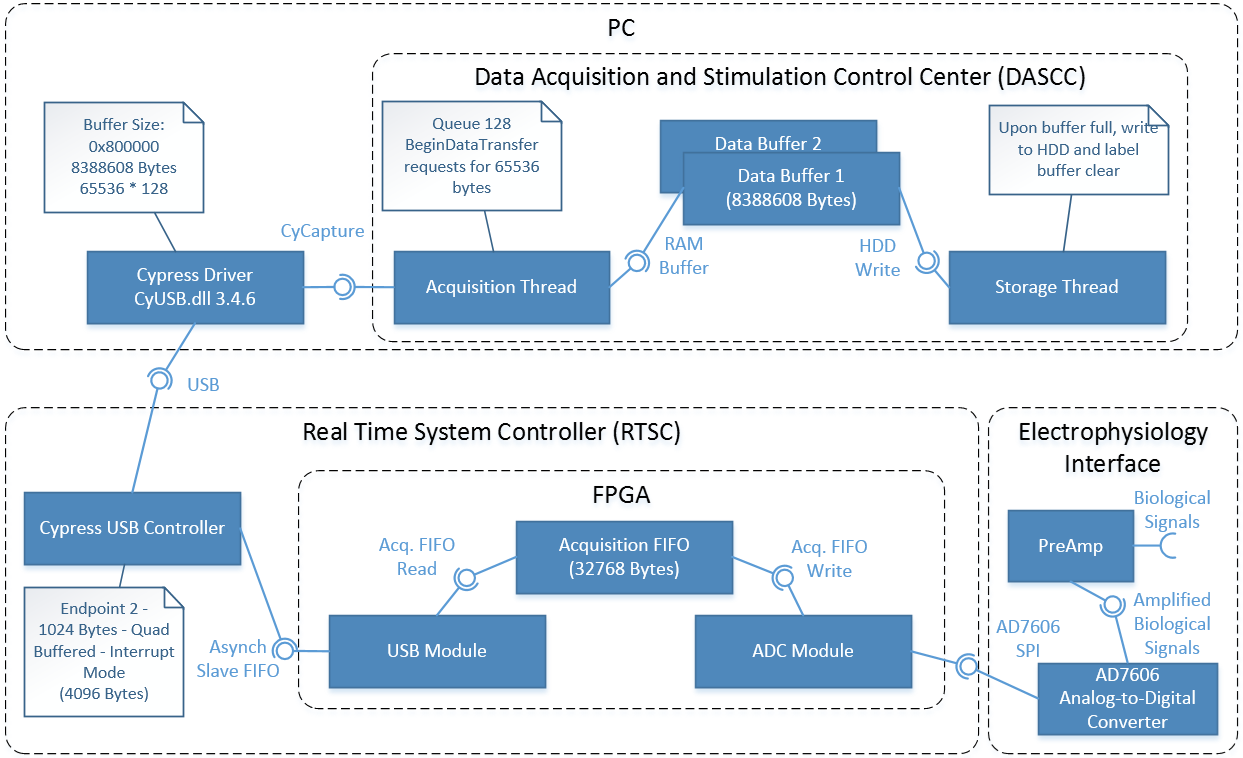 PC
Data Acquisition and Stimulation Control Center (DASCC)
Buffer Size:
0x800000
8388608 Bytes
65536 * 128
Queue 128
BeginDataTransfer
requests for 65536
bytes
Data Buffer 2
Data Buffer 1
(8388608 Bytes)
Upon buffer full, write
to HDD and label
buffer clear
CyCapture
RAM
Buffer
HDD
Write
Cypress Driver
CyUSB.dll 3.4.6
Acquisition Thread
Storage Thread
USB
Real Time System Controller (RTSC)
FPGA
Cypress USB Controller
Acq. FIFO
Read
Acquisition FIFO
(32768 Bytes)
Acq. FIFO
Write
Endpoint 2 -
1024 Bytes - Quad
Buffered - Interrupt
Mode
(4096 Bytes)
Asynch
Slave FIFO
USB Module
ADC Module
Electrophysiology
Interface
Biological
Signals
PreAmp
Amplified
Biological
Signals
AD7606
SPI
AD7606
Analog-to-Digital
Converter